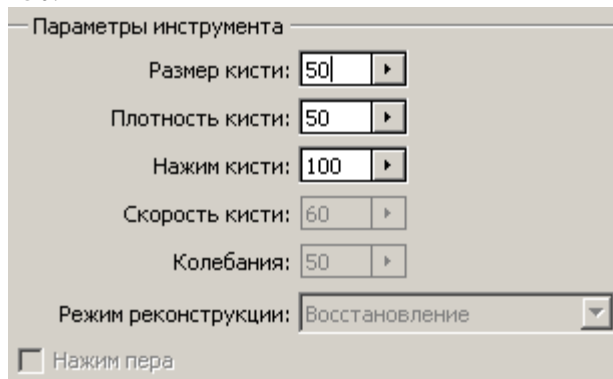 Параметры инструмента
Размер кисти: 50
Плотность кисти: 50
Нажим кисти: 100
Скорость кисти: 60
Колебания: 50
Режим реконструкции: Восстановление
Нажим пера